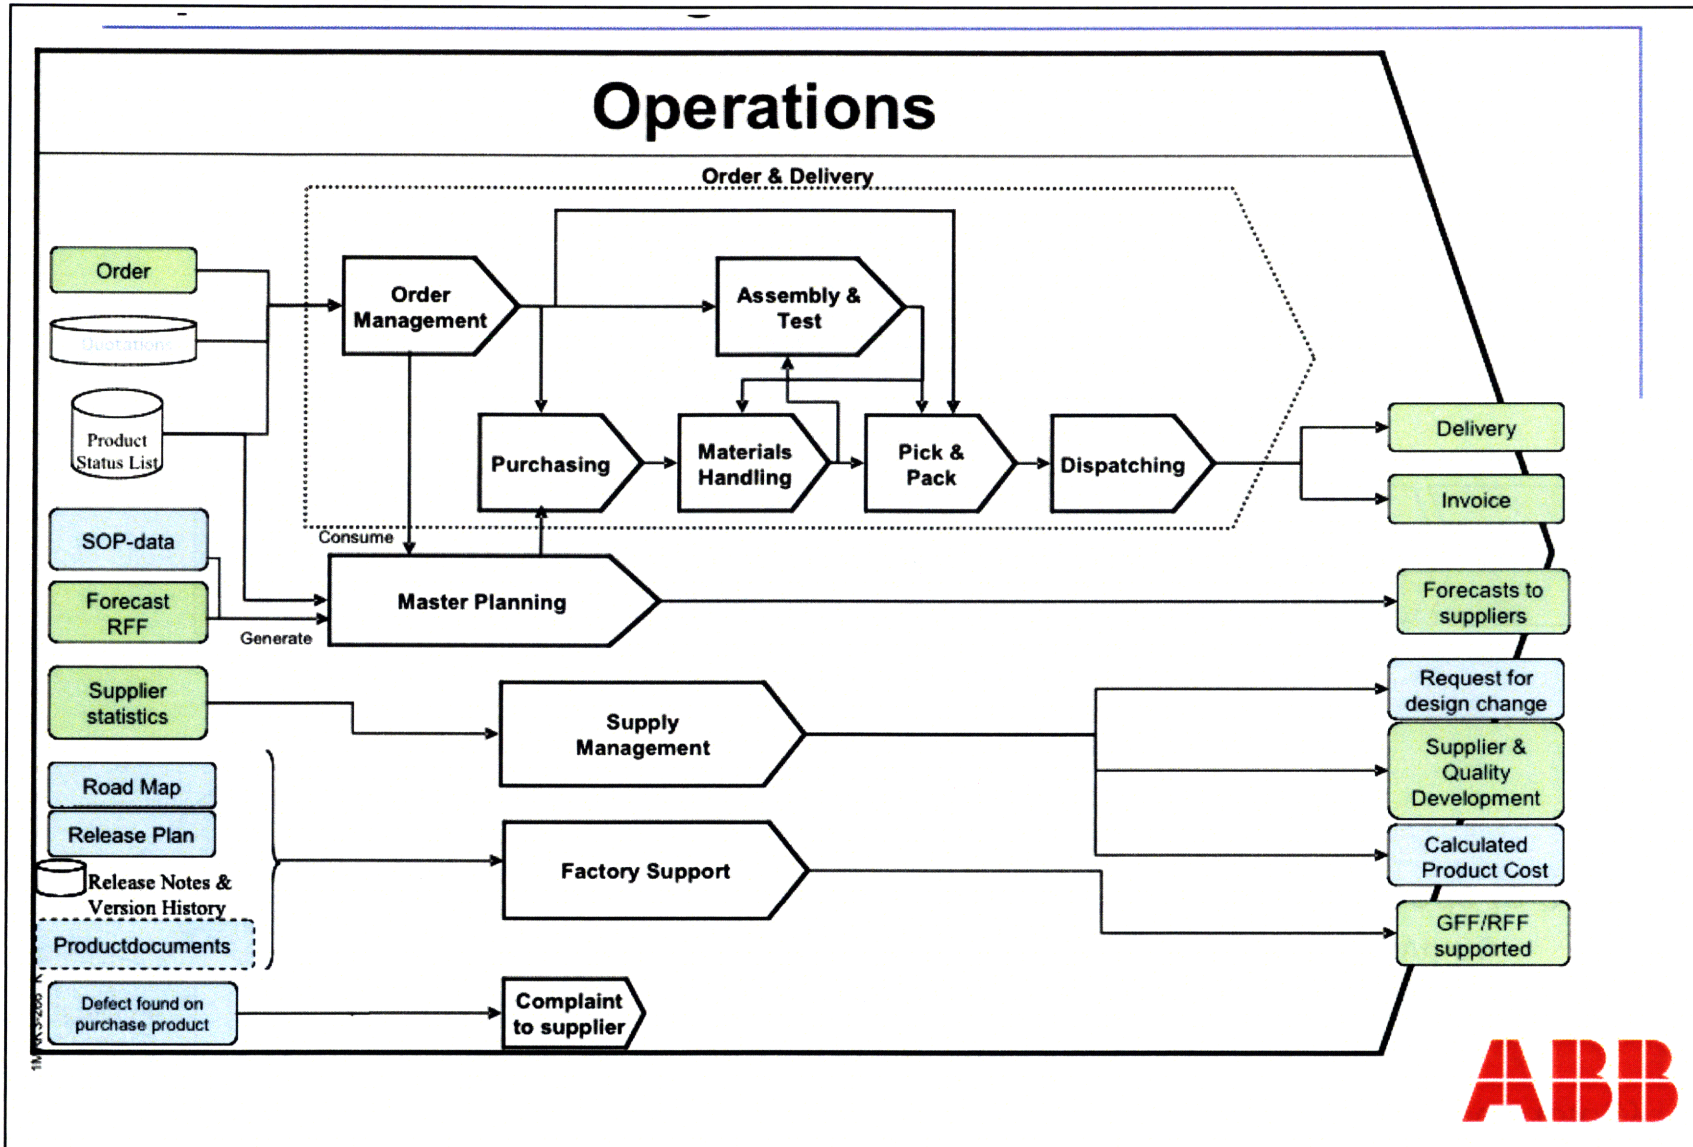 Operations
Order & Delivery
Order
Quotations
Product
Status List
Order
Management
Assembly &
Test
Purchasing
Materials
Handling
Pick &
Pack
Dispatching
Delivery
Invoice
SOP-data
Forecast
RFF
Consume
Generate
Master Planning
Forecasts to
suppliers
Supplier
statistics
Supply
Management
Request for
design change
Supplier &
Quality
Development
Calculated
Product Cost
Road Map
Release Plan
Release Notes &
Version History
Productdocuments
Factory Support
GFF/RFF
supported
Defect found on
purchase product
Complaint
to supplier
ABB